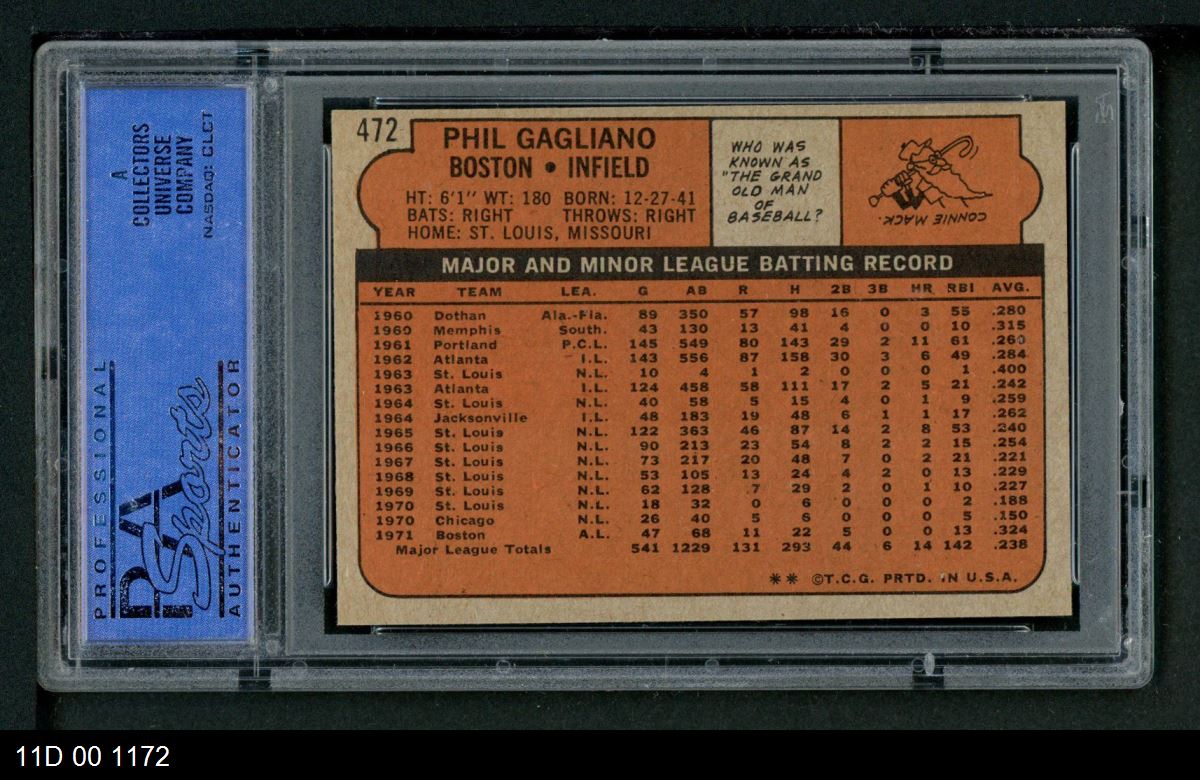 A
COLLECTORS
UNIVERSE
COMPANY
NASDAQ: CLCT
PROFESSIONAL
PSA
Sports
AUTHENTICATOR
472
PHIL GAGLIANO
BOSTON • INFIELD
HT: 6'1" WT: 180 BORN: 12-27-41
BATS: RIGHT THROWS: RIGHT
HOME: ST. LOUIS, MISSOURI
WHO WAS
KNOWN AS
"THE GRAND
OLD MAN
OF
BASEBALL?
CONNIE MACK.
MAJOR AND MINOR LEAGUE BATTING RECORD
YEAR TEAM LEA. G AB R H 2B 3B HR RBI AVG.
1960 Dothan Ala.-Fla. 89 350 57 98 16 0 3 55 .280
1960 Memphis South. 43 130 13 41 4 0 0 10 .315
1961 Portland P.C.L. 145 549 80 143 29 2 11 61 .260
1962 Atlanta I.L. 143 556 87 158 30 3 6 49 .284
1963 St. Louis N.L. 10 4 1 2 0 0 0 1 .400
1963 Atlanta I.L. 124 458 58 111 17 2 5 21 .242
1964 St. Louis N.L. 40 58 5 15 4 0 1 9 .259
1964 Jacksonville I.L. 48 183 19 48 6 1 1 17 .262
1965 St. Louis N.L. 122 363 46 87 14 2 8 53 .240
1966 St. Louis N.L. 90 213 23 54 8 2 2 15 .254
1967 St. Louis N.L. 73 217 20 48 7 0 2 21 .221
1968 St. Louis N.L. 53 105 13 24 4 2 0 13 .229
1969 St. Louis N.L. 62 128 7 29 2 0 1 10 .227
1970 St. Louis N.L. 18 32 0 6 0 0 0 2 .188
1970 Chicago N.L. 26 40 5 6 0 0 0 5 .150
1971 Boston A.L. 47 68 11 22 5 0 0 13 .324
Major League Totals 541 1229 131 293 44 6 14 142 .238
** ©T.C.G. PRTD. IN U.S.A.
11D 00 1172